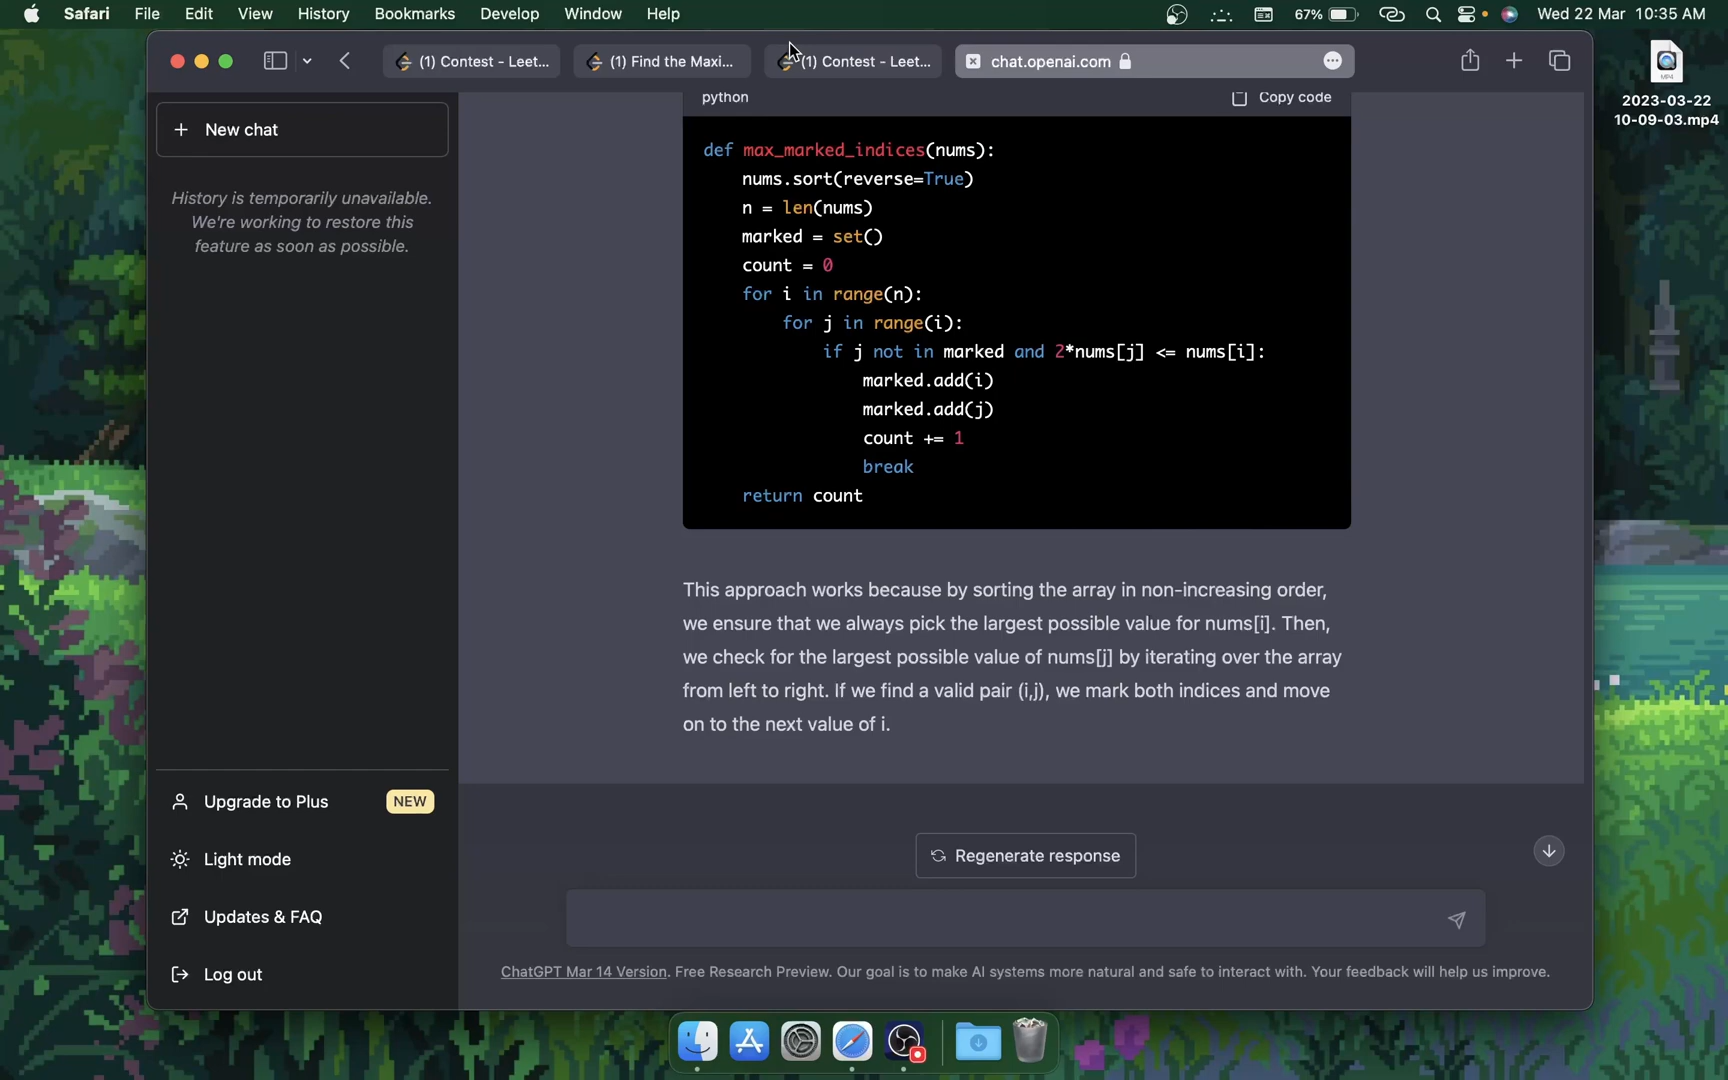 Safari File Edit View History Bookmarks Develop Window Help 67% Wed 22 Mar 10:35 AM
(1) Contest - Leet... (1) Find the Maxi... (1) Contest - Leet... chat.openai.com
2023-03-22
10-09-03.mp4
MP4
New chat
History is temporarily unavailable.
We're working to restore this
feature as soon as possible.
Upgrade to Plus NEW
Light mode
Updates & FAQ
Log out
python Copy code
def max_marked_indices(nums):
    nums.sort(reverse=True)
    n = len(nums)
    marked = set()
    count = 0
    for i in range(n):
        for j in range(i):
            if j not in marked and 2*nums[j] <= nums[i]:
                marked.add(i)
                marked.add(j)
                count += 1
                break
    return count
This approach works because by sorting the array in non-increasing order,
we ensure that we always pick the largest possible value for nums[i]. Then,
we check for the largest possible value of nums[j] by iterating over the array
from left to right. If we find a valid pair (i,j), we mark both indices and move
on to the next value of i.
Regenerate response
ChatGPT Mar 14 Version. Free Research Preview. Our goal is to make AI systems more natural and safe to interact with. Your feedback will help us improve.